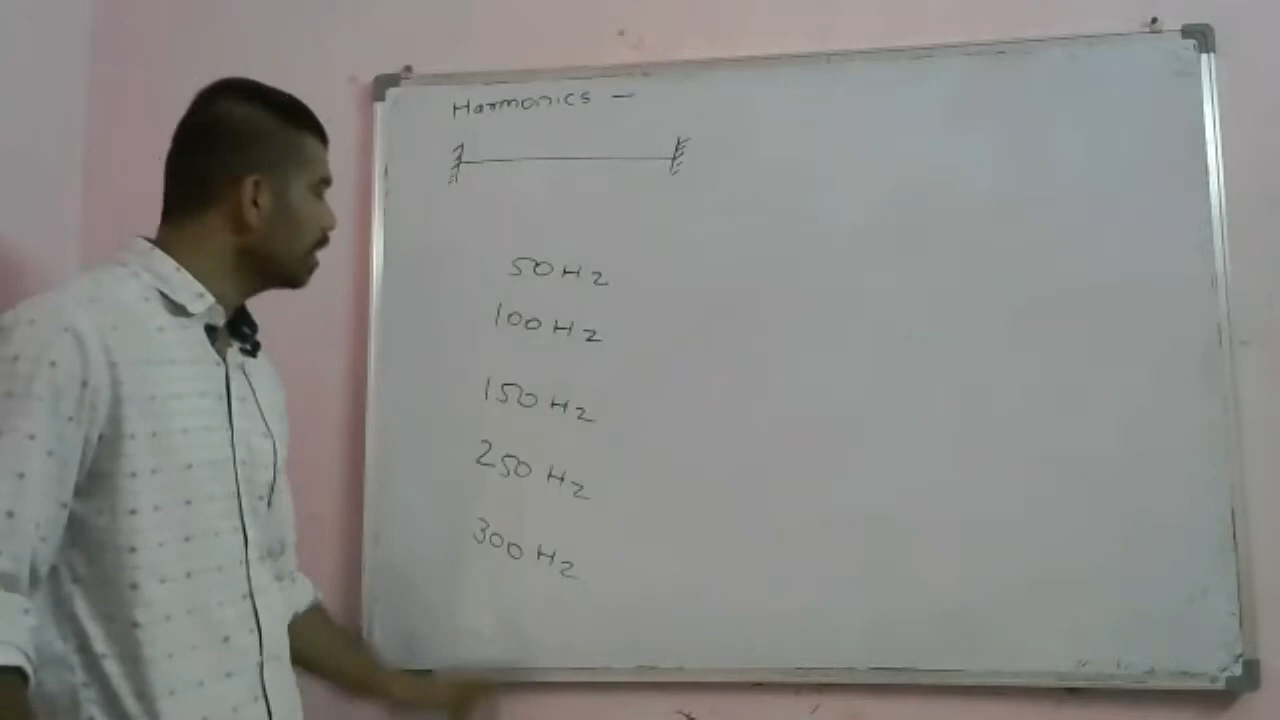 Harmonics –
50 Hz
100 Hz
150 Hz
250 Hz
300 Hz